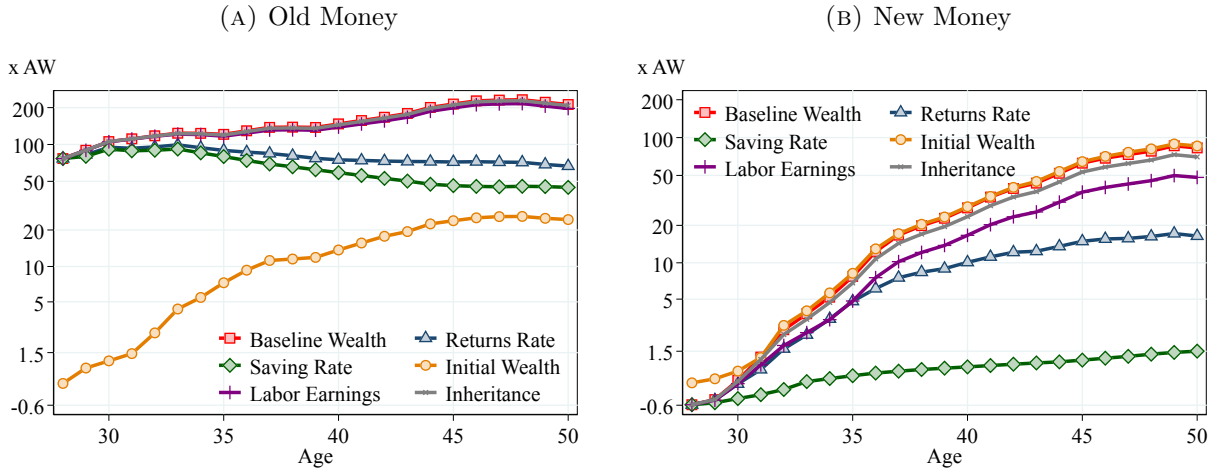 (A) Old Money
x AW
200
100
50
20
10
5
1.5
-0.6
Baseline Wealth
Returns Rate
Saving Rate
Initial Wealth
Labor Earnings
Inheritance
30
35
40
45
50
Age
(B) New Money
x AW
200
100
50
20
10
5
1.5
-0.6
Baseline Wealth
Returns Rate
Saving Rate
Initial Wealth
Labor Earnings
Inheritance
30
35
40
45
50
Age